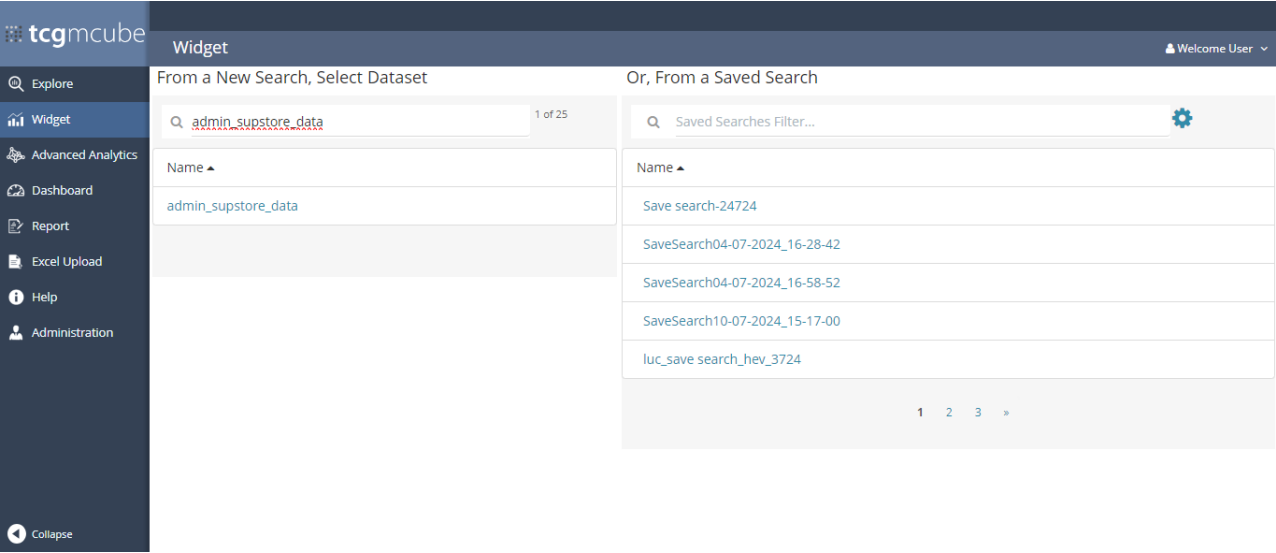 tcgmcube
Widget
Welcome User
Explore
Widget
Advanced Analytics
Dashboard
Report
Excel Upload
Help
Administration
Collapse
From a New Search, Select Dataset
admin_supstore_data
1 of 25
Name
admin_supstore_data
Or, From a Saved Search
Saved Searches Filter...
Name
Save search-24724
SaveSearch04-07-2024_16-28-42
SaveSearch04-07-2024_16-58-52
SaveSearch10-07-2024_15-17-00
luc_save search_hev_3724
1 2 3 »